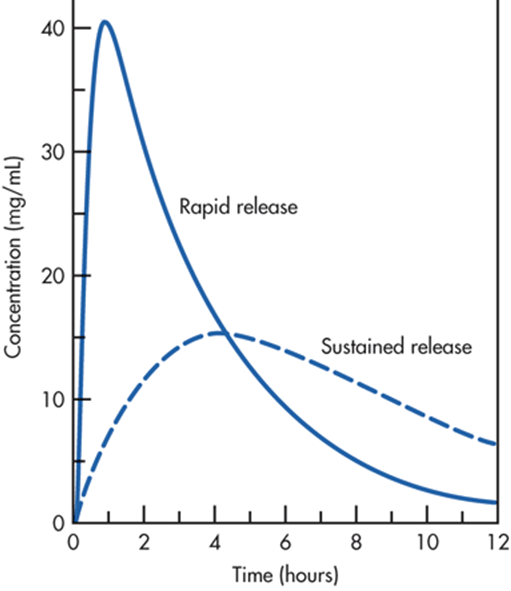 40
30
20
10
0
Concentration (mg/mL)
Rapid release
Sustained release
0 2 4 6 8 10 12
Time (hours)